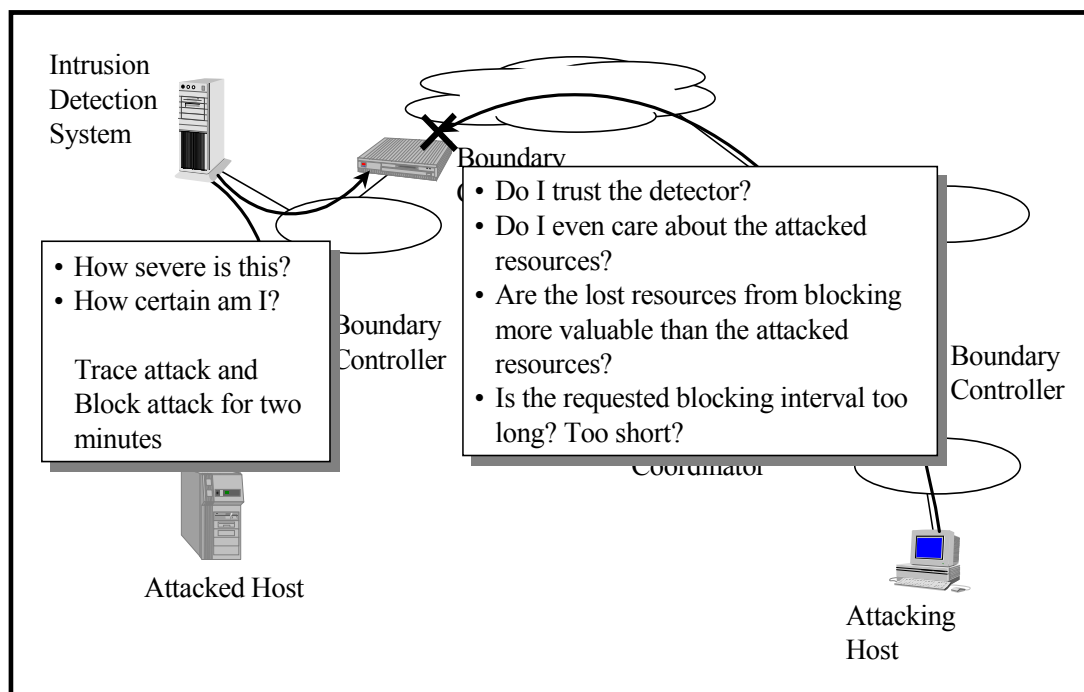 Intrusion
Detection
System
Boundary
• Do I trust the detector?
• Do I even care about the attacked
resources?
• Are the lost resources from blocking
more valuable than the attacked
resources?
• Is the requested blocking interval too
long? Too short?
• How severe is this?
• How certain am I?
Trace attack and
Block attack for two
minutes
Boundary
Controller
Boundary
Controller
Coordinator
Attacked Host
Attacking
Host